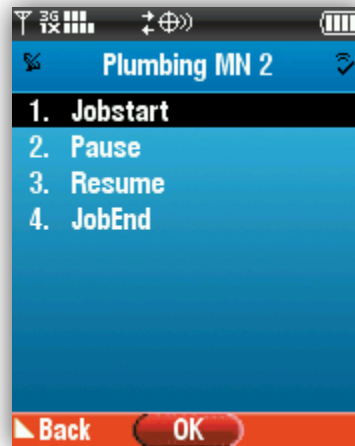 3G
1X
Plumbing MN 2
1. Jobstart
2. Pause
3. Resume
4. JobEnd
Back OK